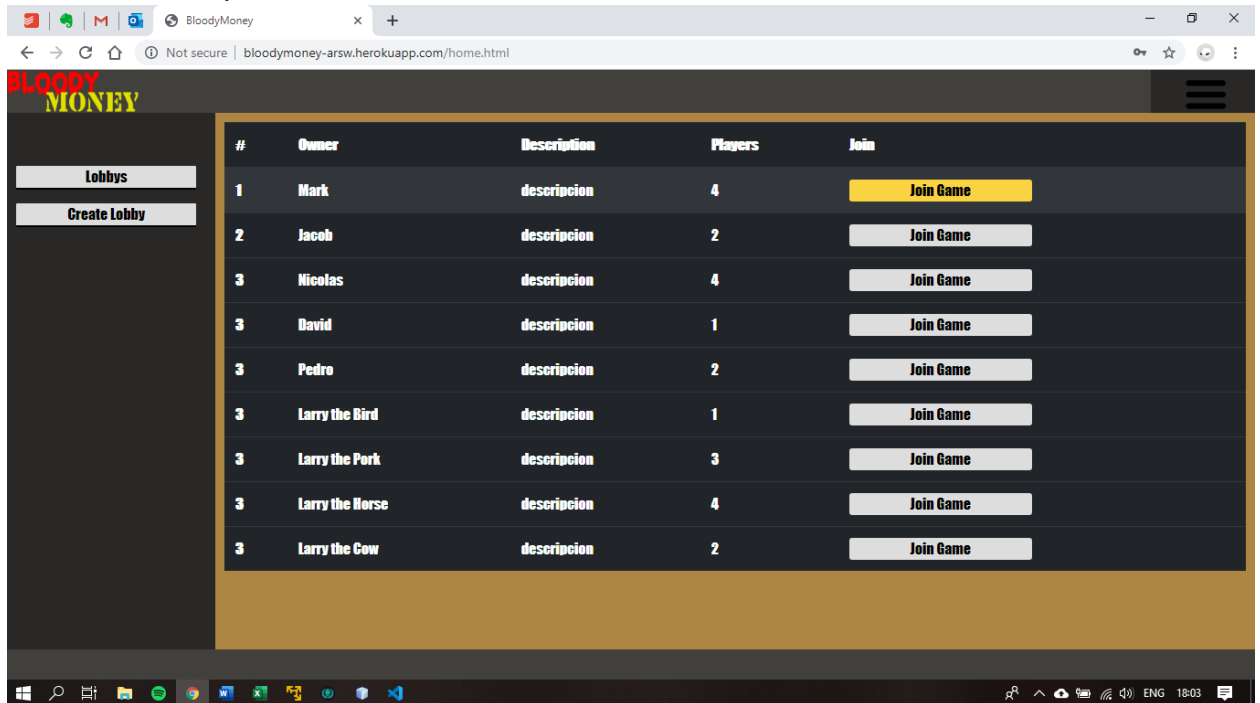 BloodyMoney
Not secure | bloodymoney-arsw.herokuapp.com/home.html
BLOODY
MONEY
Lobbys
Create Lobby
# Owner Description Players Join
1 Mark descripcion 4 Join Game
2 Jacob descripcion 2 Join Game
3 Nicolas descripcion 4 Join Game
3 David descripcion 1 Join Game
3 Pedro descripcion 2 Join Game
3 Larry the Bird descripcion 1 Join Game
3 Larry the Pork descripcion 3 Join Game
3 Larry the Horse descripcion 4 Join Game
3 Larry the Cow descripcion 2 Join Game
ENG 18:03